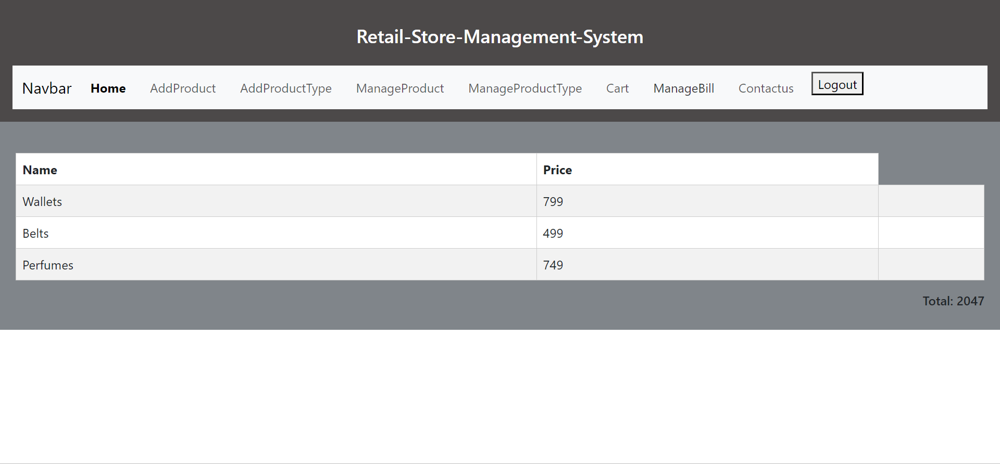 Retail-Store-Management-System
Navbar Home AddProduct AddProductType ManageProduct ManageProductType Cart ManageBill Contactus Logout
Name Price
Wallets 799
Belts 499
Perfumes 749
Total: 2047